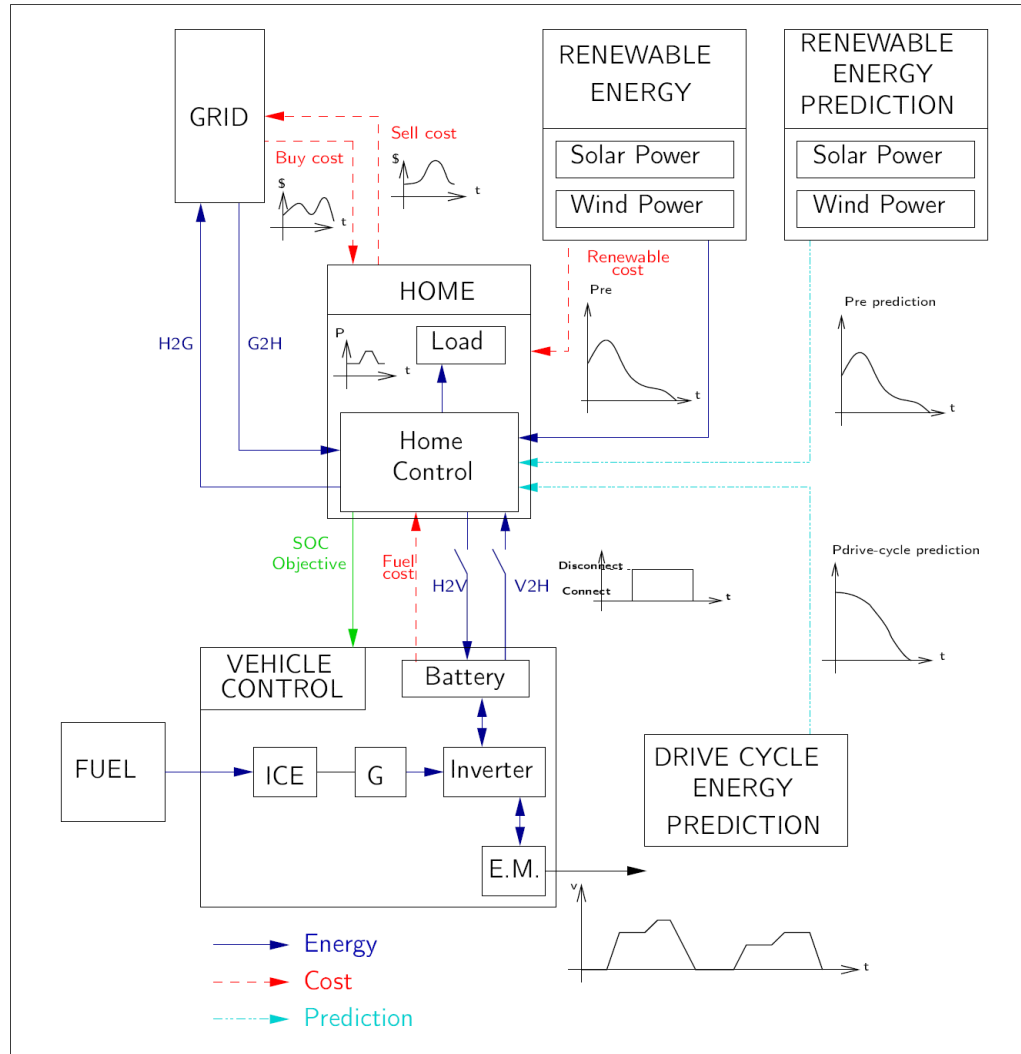 GRID
Buy cost
$
t
Sell cost
$
t
RENEWABLE
ENERGY
Solar Power
Wind Power
RENEWABLE
ENERGY
PREDICTION
Solar Power
Wind Power
Renewable
cost
Pre
t
Pre prediction
t
H2G
G2H
HOME
P
t
Load
Home
Control
SOC
Objective
Fuel
cost
H2V
V2H
Disconnect
Connect
t
Pdrive-cycle prediction
t
VEHICLE
CONTROL
Battery
FUEL
ICE
G
Inverter
E.M.
DRIVE CYCLE
ENERGY
PREDICTION
v
t
Energy
Cost
Prediction